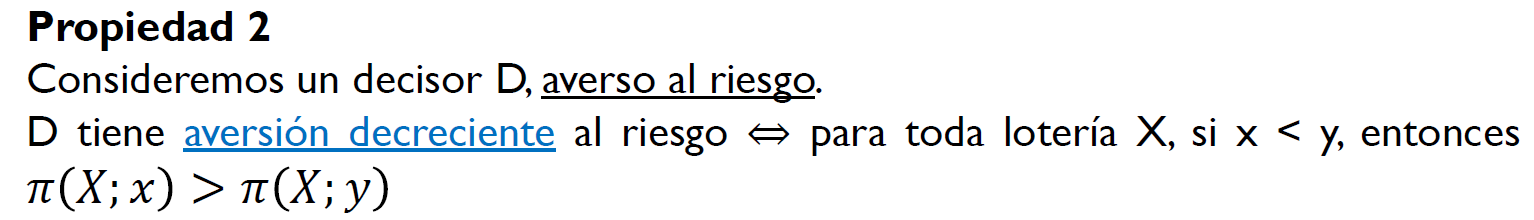 Propiedad 2
Consideremos un decisor D, averso al riesgo.
D tiene aversión decreciente al riesgo ⇔ para toda lotería X, si x < y, entonces
𝜋(𝑋; 𝑥) > 𝜋(𝑋; 𝑦)